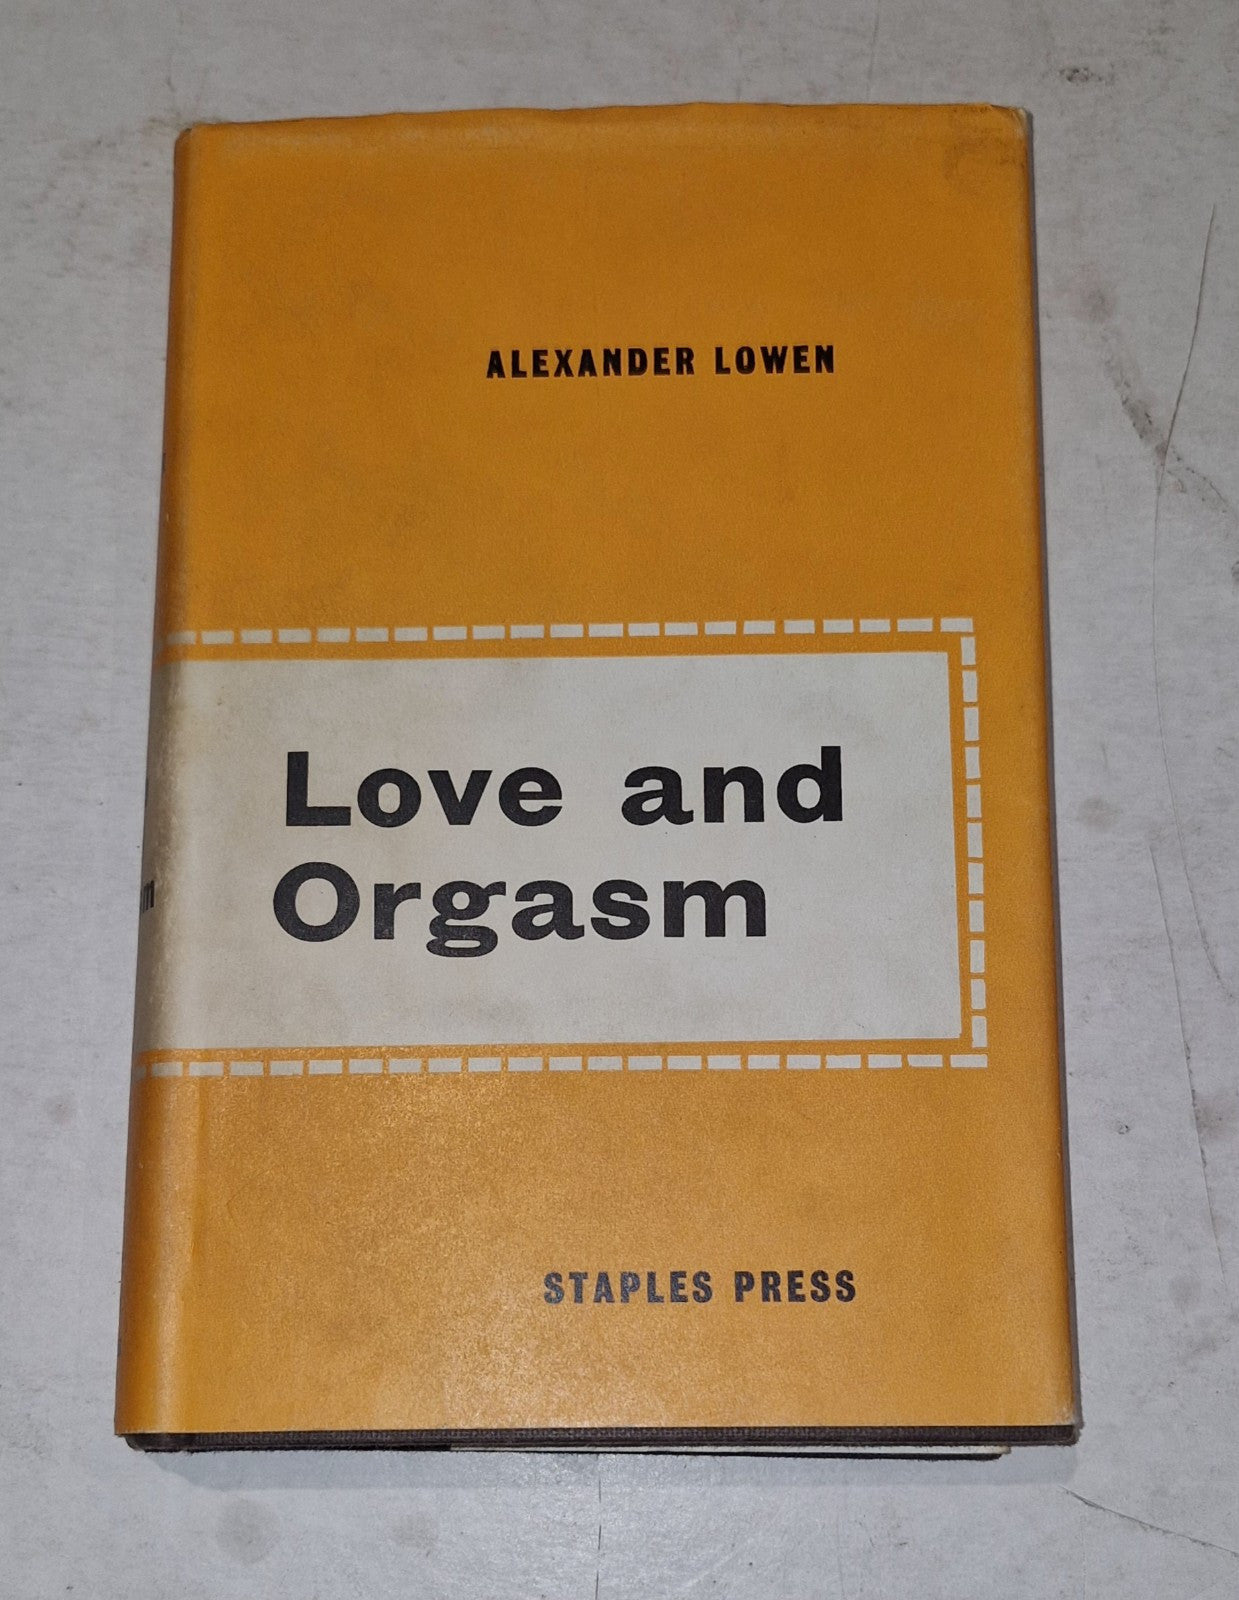 ALEXANDER LOWEN
Love and
Orgasm
STAPLES PRESS